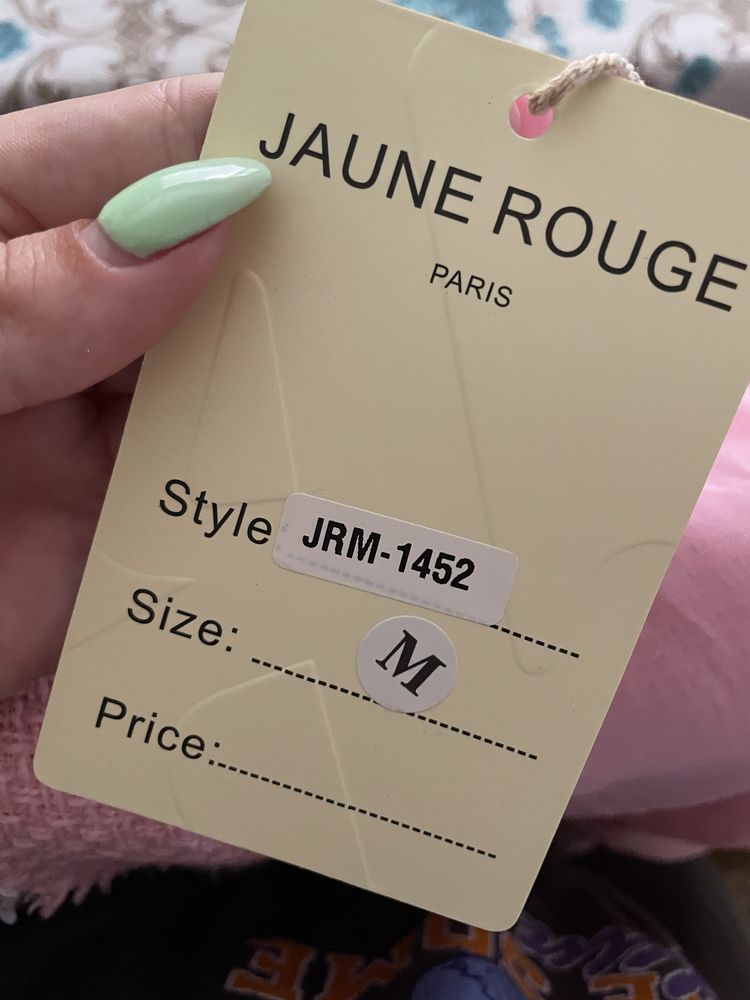 JAUNE ROUGE
PARIS
Style JRM-1452
Size: M
Price: